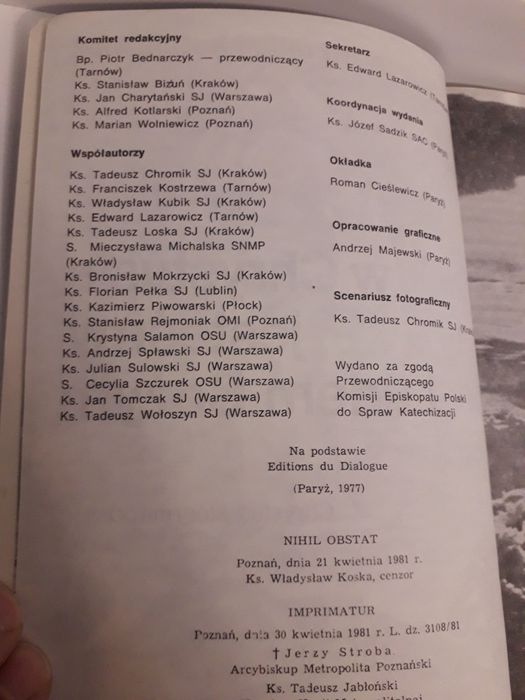 Komitet redakcyjny
Bp. Piotr Bednarczyk — przewodniczący
(Tarnów)
Ks. Stanisław Bizuń (Kraków)
Ks. Jan Charytański SJ (Warszawa)
Ks. Alfred Kotlarski (Poznań)
Ks. Marian Wolniewicz (Poznań)
Współautorzy
Ks. Tadeusz Chromik SJ (Kraków)
Ks. Franciszek Kostrzewa (Tarnów)
Ks. Władysław Kubik SJ (Kraków)
Ks. Edward Lazarowicz (Tarnów)
Ks. Tadeusz Loska SJ (Kraków)
S. Mieczysława Michalska SNMP
(Kraków)
Ks. Bronisław Mokrzycki SJ (Kraków)
Ks. Florian Pełka SJ (Lublin)
Ks. Kazimierz Piwowarski (Płock)
Ks. Stanisław Rejmoniak OMI (Poznań)
S. Krystyna Salamon OSU (Warszawa)
Ks. Andrzej Spławski SJ (Warszawa)
Ks. Julian Sulowski SJ (Warszawa)
S. Cecylia Szczurek OSU (Warszawa)
Ks. Jan Tomczak SJ (Warszawa)
Ks. Tadeusz Wołoszyn SJ (Warszawa)
Sekretarz
Ks. Edward Lazarowicz
Koordynacja wydania
Ks. Józef Sadzik SAC
Okładka
Roman Cieślewicz (Paryż)
Opracowanie graficzne
Andrzej Majewski (Paryż)
Scenariusz fotograficzny
Ks. Tadeusz Chromik SJ
Wydano za zgodą
Przewodniczącego
Komisji Episkopatu Polski
do Spraw Katechizacji
Na podstawie
Editions du Dialogue
(Paryż, 1977)
NIHIL OBSTAT
Poznań, dnia 21 kwietnia 1981 r.
Ks. Władysław Koska, cenzor
IMPRIMATUR
Poznań, dnia 30 kwietnia 1981 r. L. dz. 3108/81
† Jerzy Stroba
Arcybiskup Metropolita Poznański
Ks. Tadeusz Jabłoński